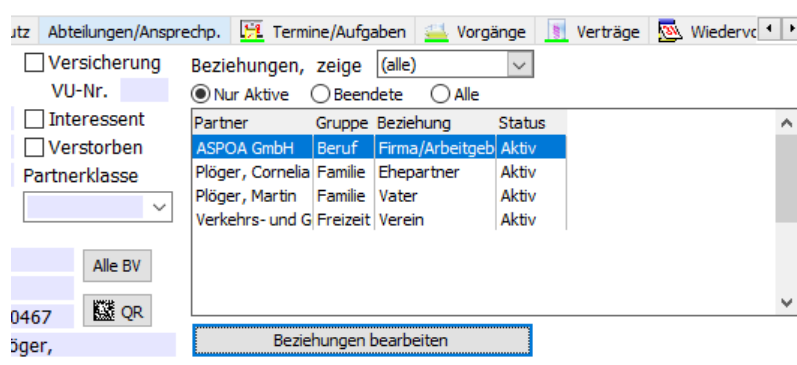 utz Abteilungen/Ansprechp. Termine/Aufgaben Vorgänge Verträge Wiedervc
Versicherung
VU-Nr.
Interessent
Verstorben
Partnerklasse
Beziehungen, zeige (alle)
Nur Aktive Beendete Alle
Partner Gruppe Beziehung Status
ASPOA GmbH Beruf Firma/Arbeitgeb Aktiv
Plöger, Cornelia Familie Ehepartner Aktiv
Plöger, Martin Familie Vater Aktiv
Verkehrs- und G Freizeit Verein Aktiv
Alle BV
0467 QR
öger,
Beziehungen bearbeiten